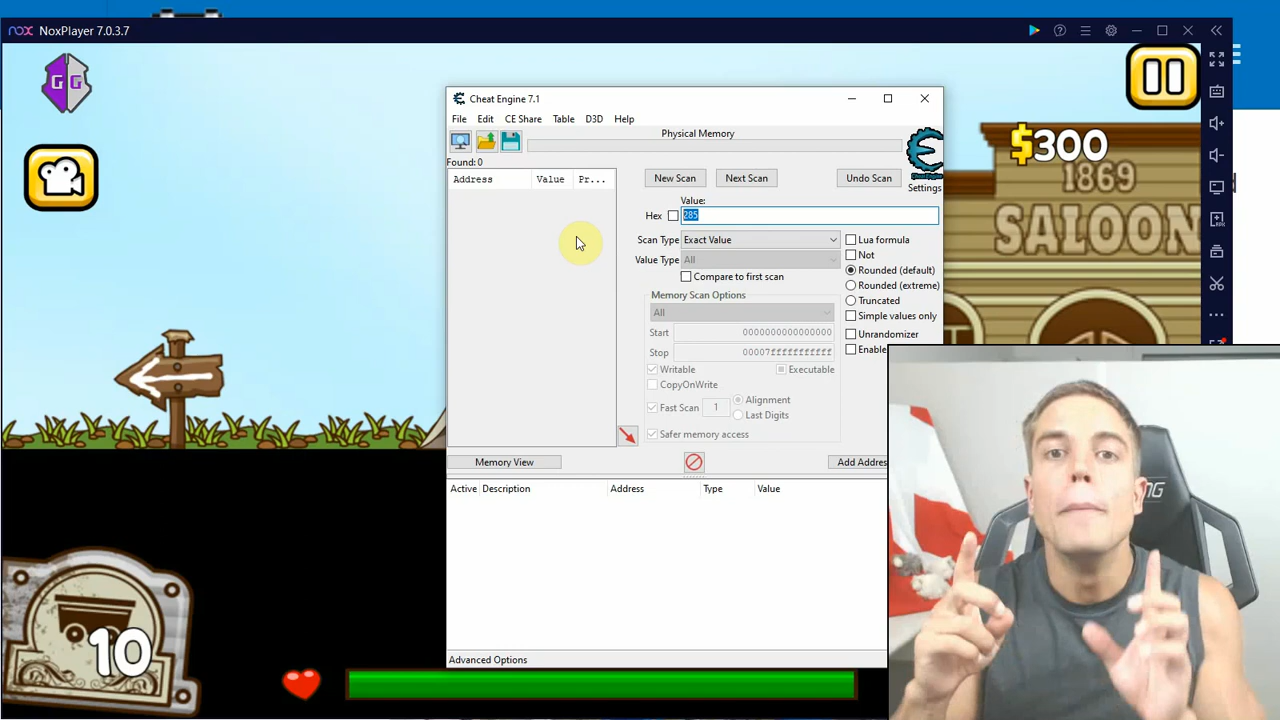 nox NoxPlayer 7.0.3.7
GG
$300
1869
SALOON
10
Cheat Engine 7.1
File Edit CE Share Table D3D Help
Physical Memory
Found: 0
Address Value Pr...
New Scan Next Scan Undo Scan
Settings
Value:
Hex 285
Scan Type Exact Value
Value Type All
Compare to first scan
Lua formula
Not
Rounded (default)
Rounded (extreme)
Truncated
Simple values only
Unrandomizer
Enable
Memory Scan Options
All
Start 0000000000000000
Stop 00007fffffffffff
Writable Executable
CopyOnWrite
Fast Scan 1 Alignment
Last Digits
Safer memory access
Memory View Add Addres
Active Description Address Type Value
Advanced Options